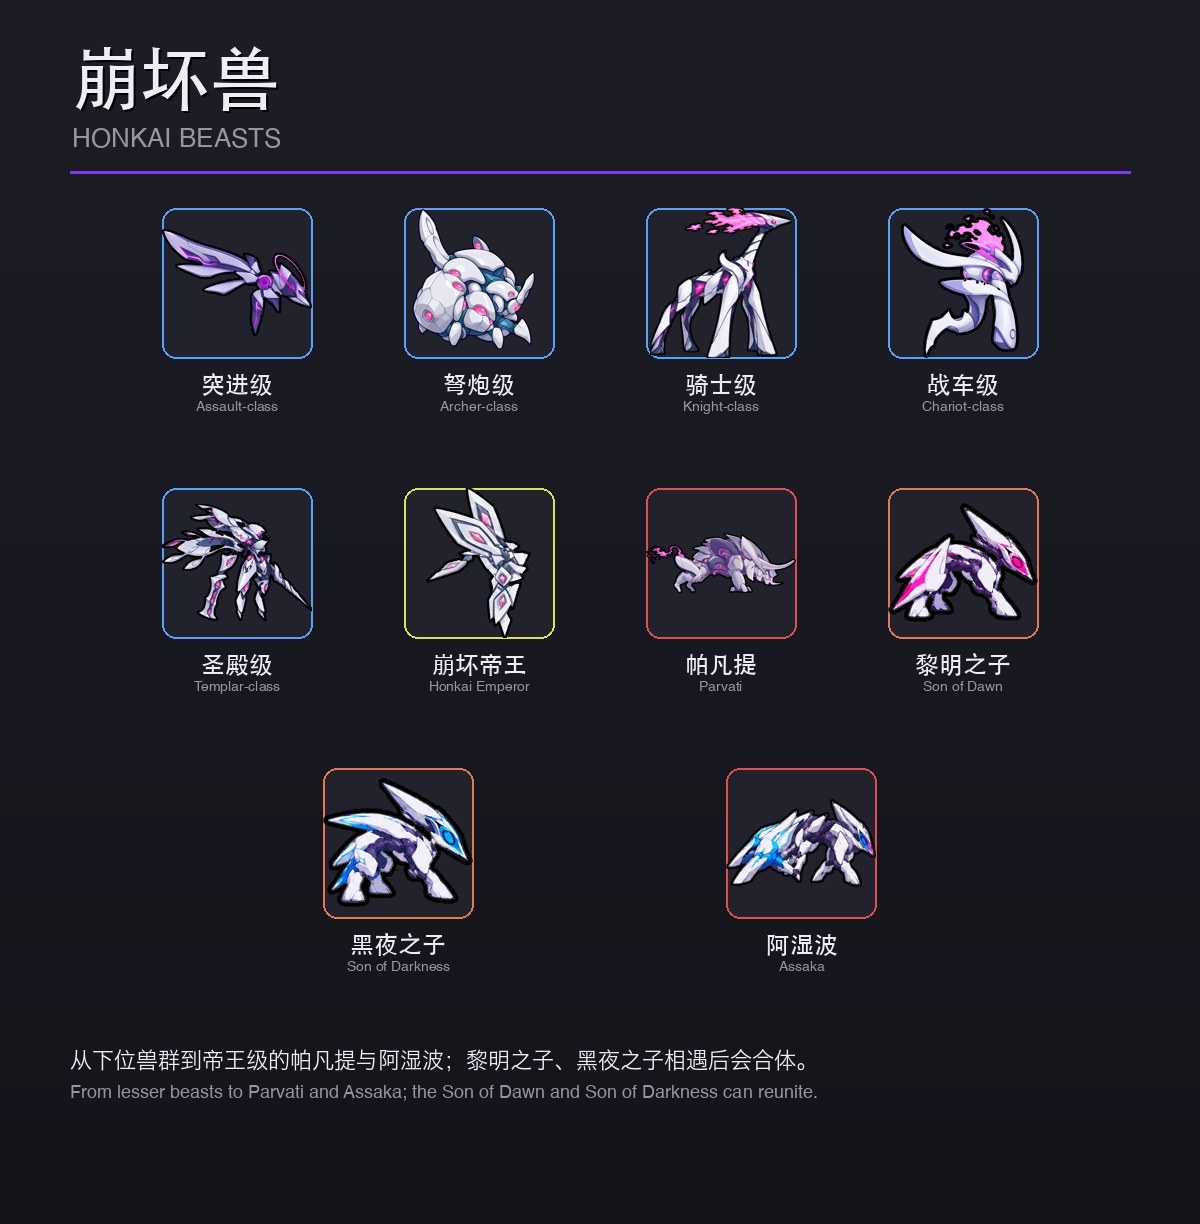 崩坏兽
HONKAI BEASTS
突进级
Assault-class
弩炮级
Archer-class
骑士级
Knight-class
战车级
Chariot-class
圣殿级
Templar-class
崩坏帝王
Honkai Emperor
帕凡提
Parvati
黎明之子
Son of Dawn
黑夜之子
Son of Darkness
阿湿波
Assaka
从下位兽群到帝王级的帕凡提与阿湿波；黎明之子、黑夜之子相遇后会合体。
From lesser beasts to Parvati and Assaka; the Son of Dawn and Son of Darkness can reunite.